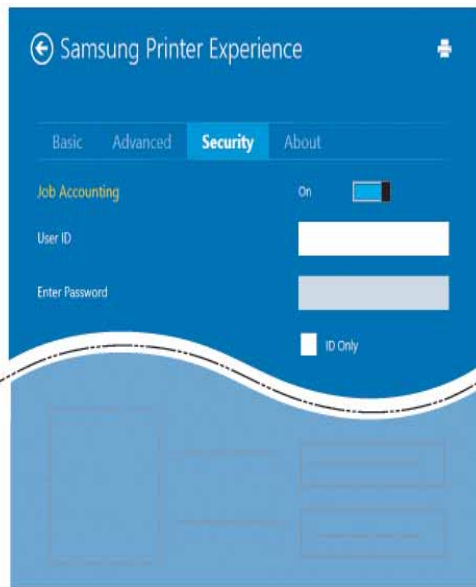 Samsung Printer Experience
Basic Advanced Security About
Job Accounting On
User ID
Enter Password
ID Only